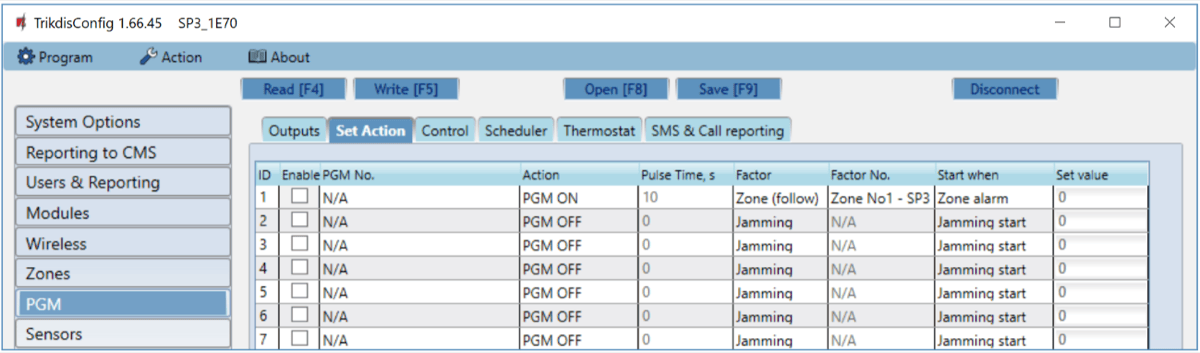 TrikdisConfig 1.66.45 SP3_1E70
Program Action About
Read [F4] Write [F5] Open [F8] Save [F9] Disconnect
System Options
Reporting to CMS
Users & Reporting
Modules
Wireless
Zones
PGM
Sensors
Outputs Set Action Control Scheduler Thermostat SMS & Call reporting
ID Enable PGM No. Action Pulse Time, s Factor Factor No. Start when Set value
1 N/A PGM ON 10 Zone (follow) Zone No1 - SP3 Zone alarm 0
2 N/A PGM OFF 0 Jamming N/A Jamming start 0
3 N/A PGM OFF 0 Jamming N/A Jamming start 0
4 N/A PGM OFF 0 Jamming N/A Jamming start 0
5 N/A PGM OFF 0 Jamming N/A Jamming start 0
6 N/A PGM OFF 0 Jamming N/A Jamming start 0
7 N/A PGM OFF 0 Jamming N/A Jamming start 0